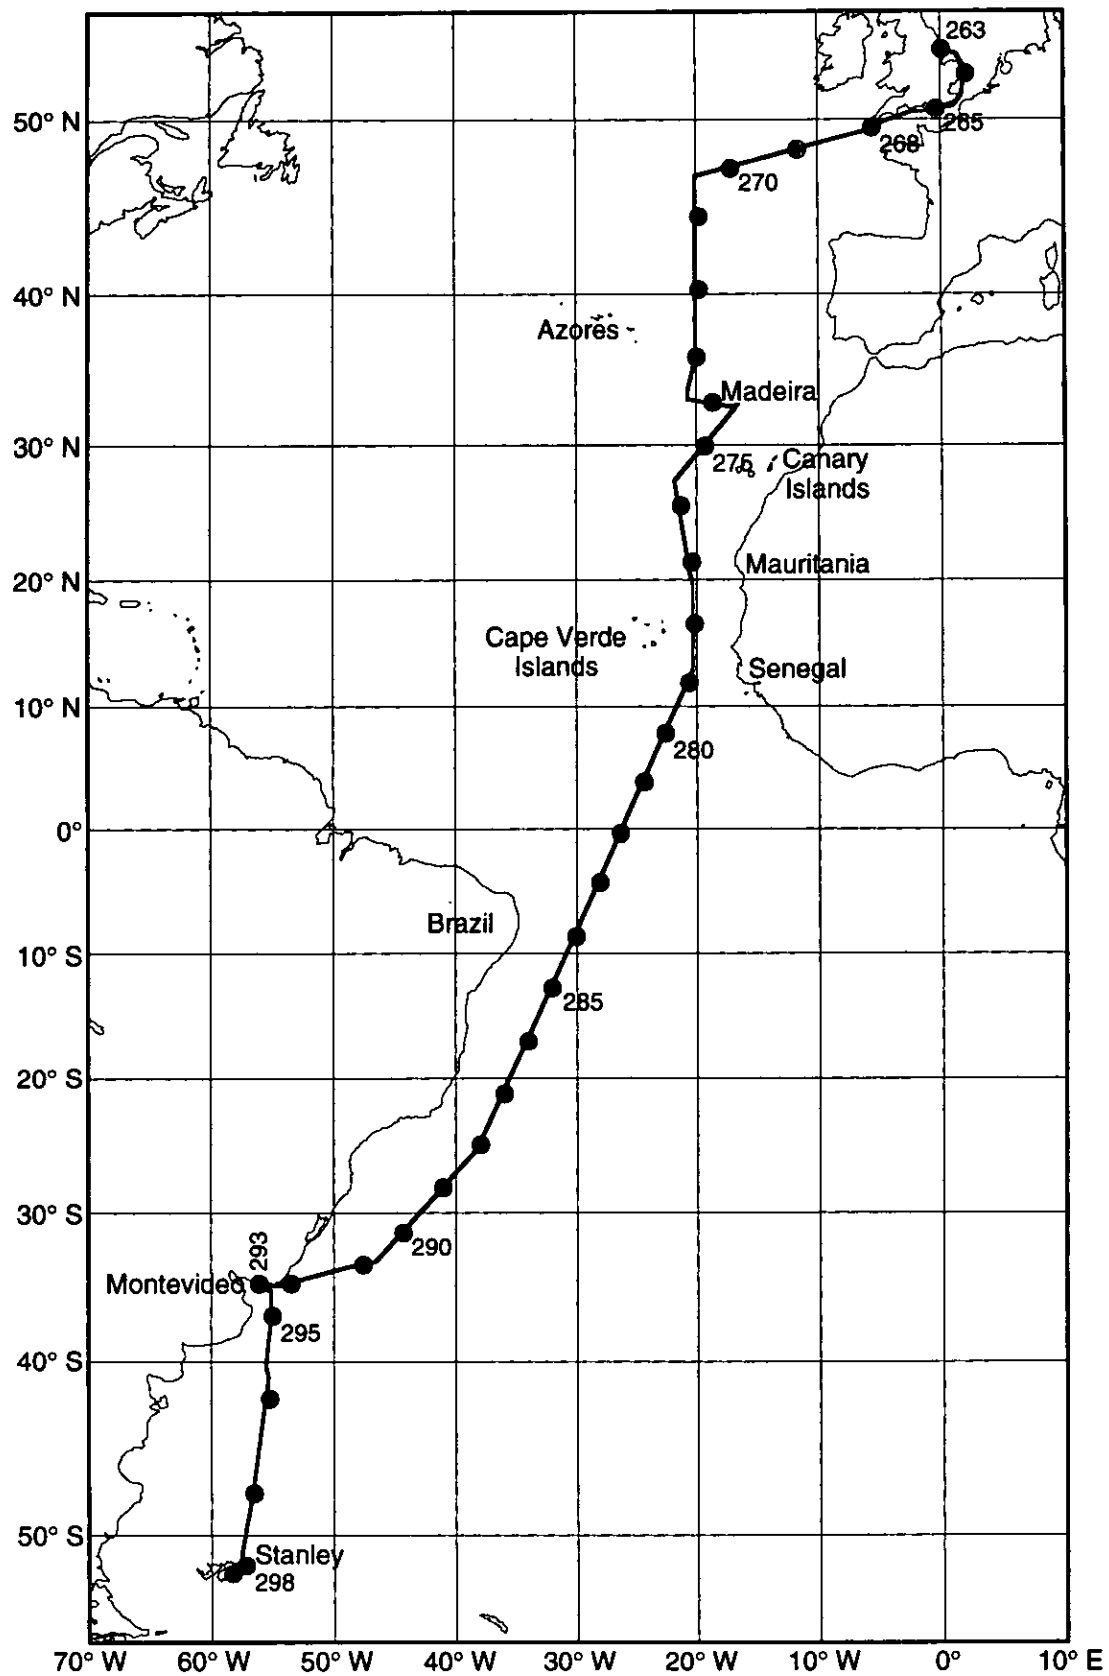 263
50° N
265
268
270
40° N
Azores
Madeira
30° N
275
Canary
Islands
Mauritania
20° N
Cape Verde
Islands
Senegal
10° N
280
0°
Brazil
10° S
285
20° S
30° S
293
290
Montevideo
295
40° S
50° S
Stanley
298
70° W
60° W
50° W
40° W
30° W
20° W
10° W
0°
10° E